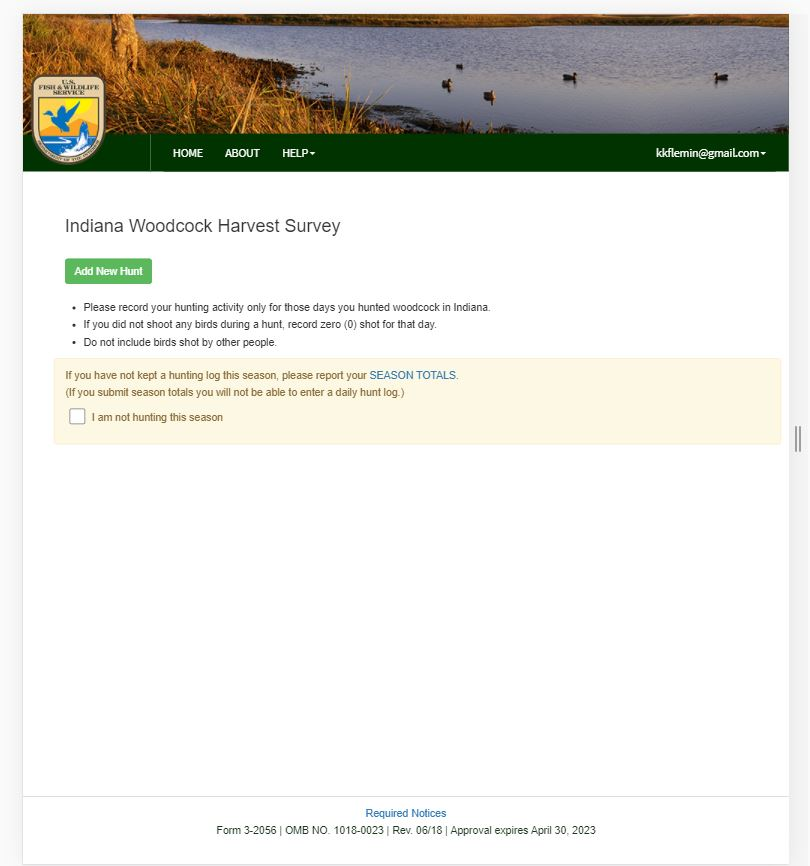 U.S.
FISH & WILDLIFE
SERVICE
HOME ABOUT HELP
kkflemin@gmail.com
Indiana Woodcock Harvest Survey
Add New Hunt
• Please record your hunting activity only for those days you hunted woodcock in Indiana.
• If you did not shoot any birds during a hunt, record zero (0) shot for that day.
• Do not include birds shot by other people.
If you have not kept a hunting log this season, please report your SEASON TOTALS.
(If you submit season totals you will not be able to enter a daily hunt log.)
I am not hunting this season
Required Notices
Form 3-2056 | OMB NO. 1018-0023 | Rev. 06/18 | Approval expires April 30, 2023